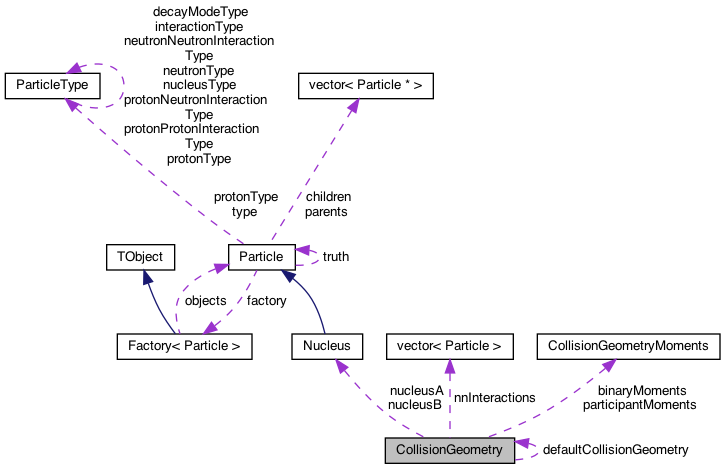 decayModeType
interactionType
neutronNeutronInteraction
Type
neutronType
nucleusType
protonNeutronInteraction
Type
protonProtonInteraction
Type
protonType
ParticleType
vector< Particle * >
protonType
type
children
parents
TObject
Particle
truth
objects
factory
Factory< Particle >
Nucleus
vector< Particle >
CollisionGeometryMoments
nucleusA
nucleusB
nnInteractions
binaryMoments
participantMoments
CollisionGeometry
defaultCollisionGeometry